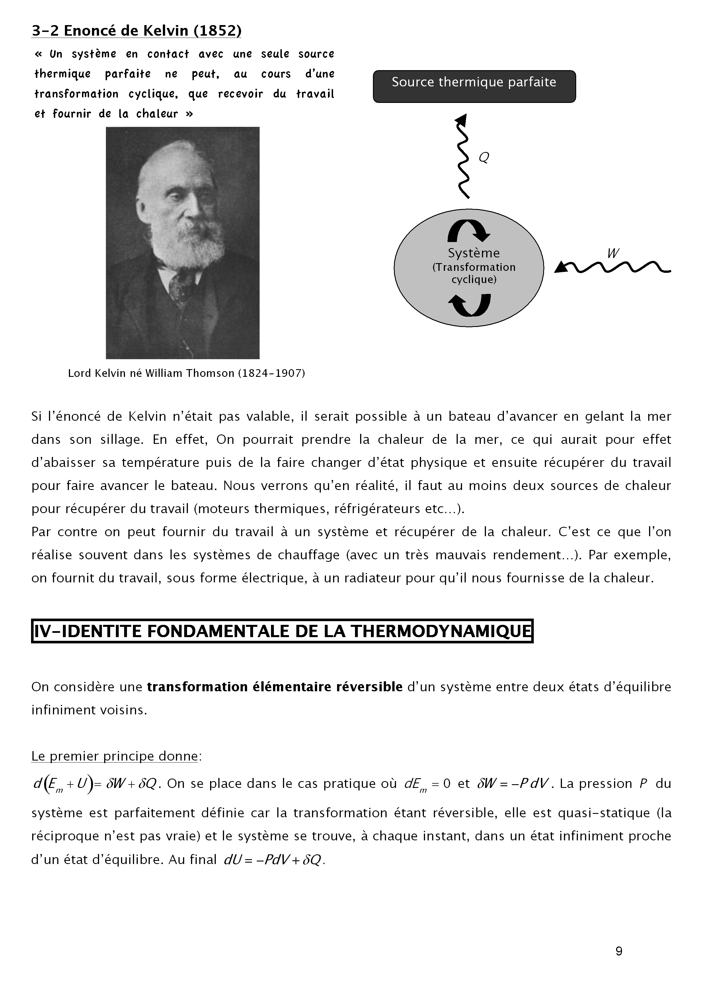 3-2 Enoncé de Kelvin (1852)
« Un système en contact avec une seule source
thermique parfaite ne peut, au cours d'une
transformation cyclique, que recevoir du travail
et fournir de la chaleur »
Source thermique parfaite
Q
Système
(Transformation
cyclique)
W
Lord Kelvin né William Thomson (1824-1907)
Si l'énoncé de Kelvin n'était pas valable, il serait possible à un bateau d'avancer en gelant la mer
dans son sillage. En effet, On pourrait prendre la chaleur de la mer, ce qui aurait pour effet
d'abaisser sa température puis de la faire changer d'état physique et ensuite récupérer du travail
pour faire avancer le bateau. Nous verrons qu'en réalité, il faut au moins deux sources de chaleur
pour récupérer du travail (moteurs thermiques, réfrigérateurs etc...).
Par contre on peut fournir du travail à un système et récupérer de la chaleur. C'est ce que l'on
réalise souvent dans les systèmes de chauffage (avec un très mauvais rendement...). Par exemple,
on fournit du travail, sous forme électrique, à un radiateur pour qu'il nous fournisse de la chaleur.
IV-IDENTITE FONDAMENTALE DE LA THERMODYNAMIQUE
On considère une transformation élémentaire réversible d'un système entre deux états d'équilibre
infiniment voisins.
Le premier principe donne:
d(E_m + U) = δW + δQ. On se place dans le cas pratique où dE_m = 0 et δW = -P dV. La pression P du
système est parfaitement définie car la transformation étant réversible, elle est quasi-statique (la
réciproque n'est pas vraie) et le système se trouve, à chaque instant, dans un état infiniment proche
d'un état d'équilibre. Au final dU = -PdV + δQ.
9